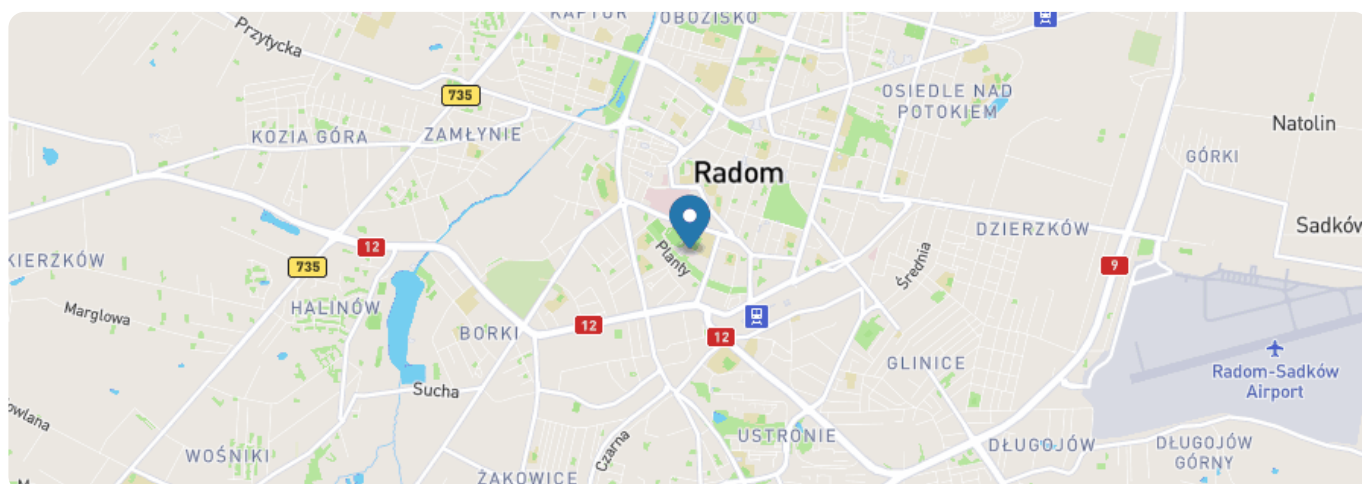 KAPTUR
OBOZISKO
Przytycka
735
OSIEDLE NAD
POTOKIEM
KOZIA GÓRA
ZAMŁYNIE
Natolin
GÓRKI
Radom
DZIERZKÓW
Sadków
Planty
12
735
KIERZKÓW
Średnia
9
HALINÓW
Marglowa
BORKI
12
12
GLINICE
Radom-Sadków
Airport
Sucha
owlana
Czarna
USTRONIE
DŁUGOJÓW
DŁUGOJÓW
GÓRNY
WOŚNIKI
ŻAKOWICE